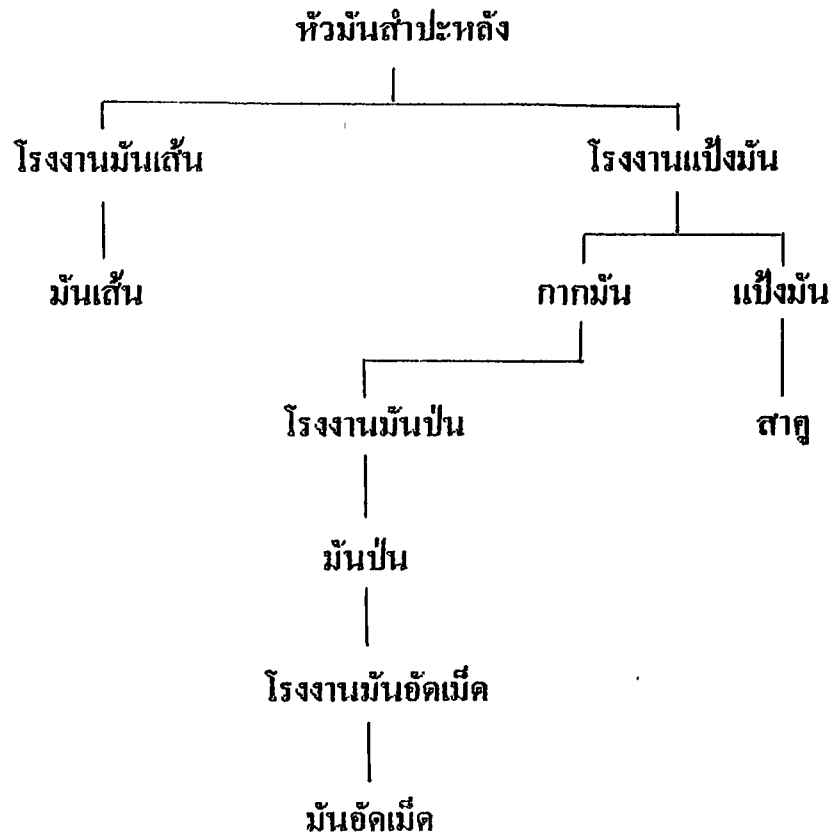 หัวมันสำปะหลัง
โรงงานมันเส้น โรงงานแป้งมัน
มันเส้น กากมัน แป้งมัน
โรงงานมันป่น สาคู
มันป่น
โรงงานมันอัดเม็ด
มันอัดเม็ด